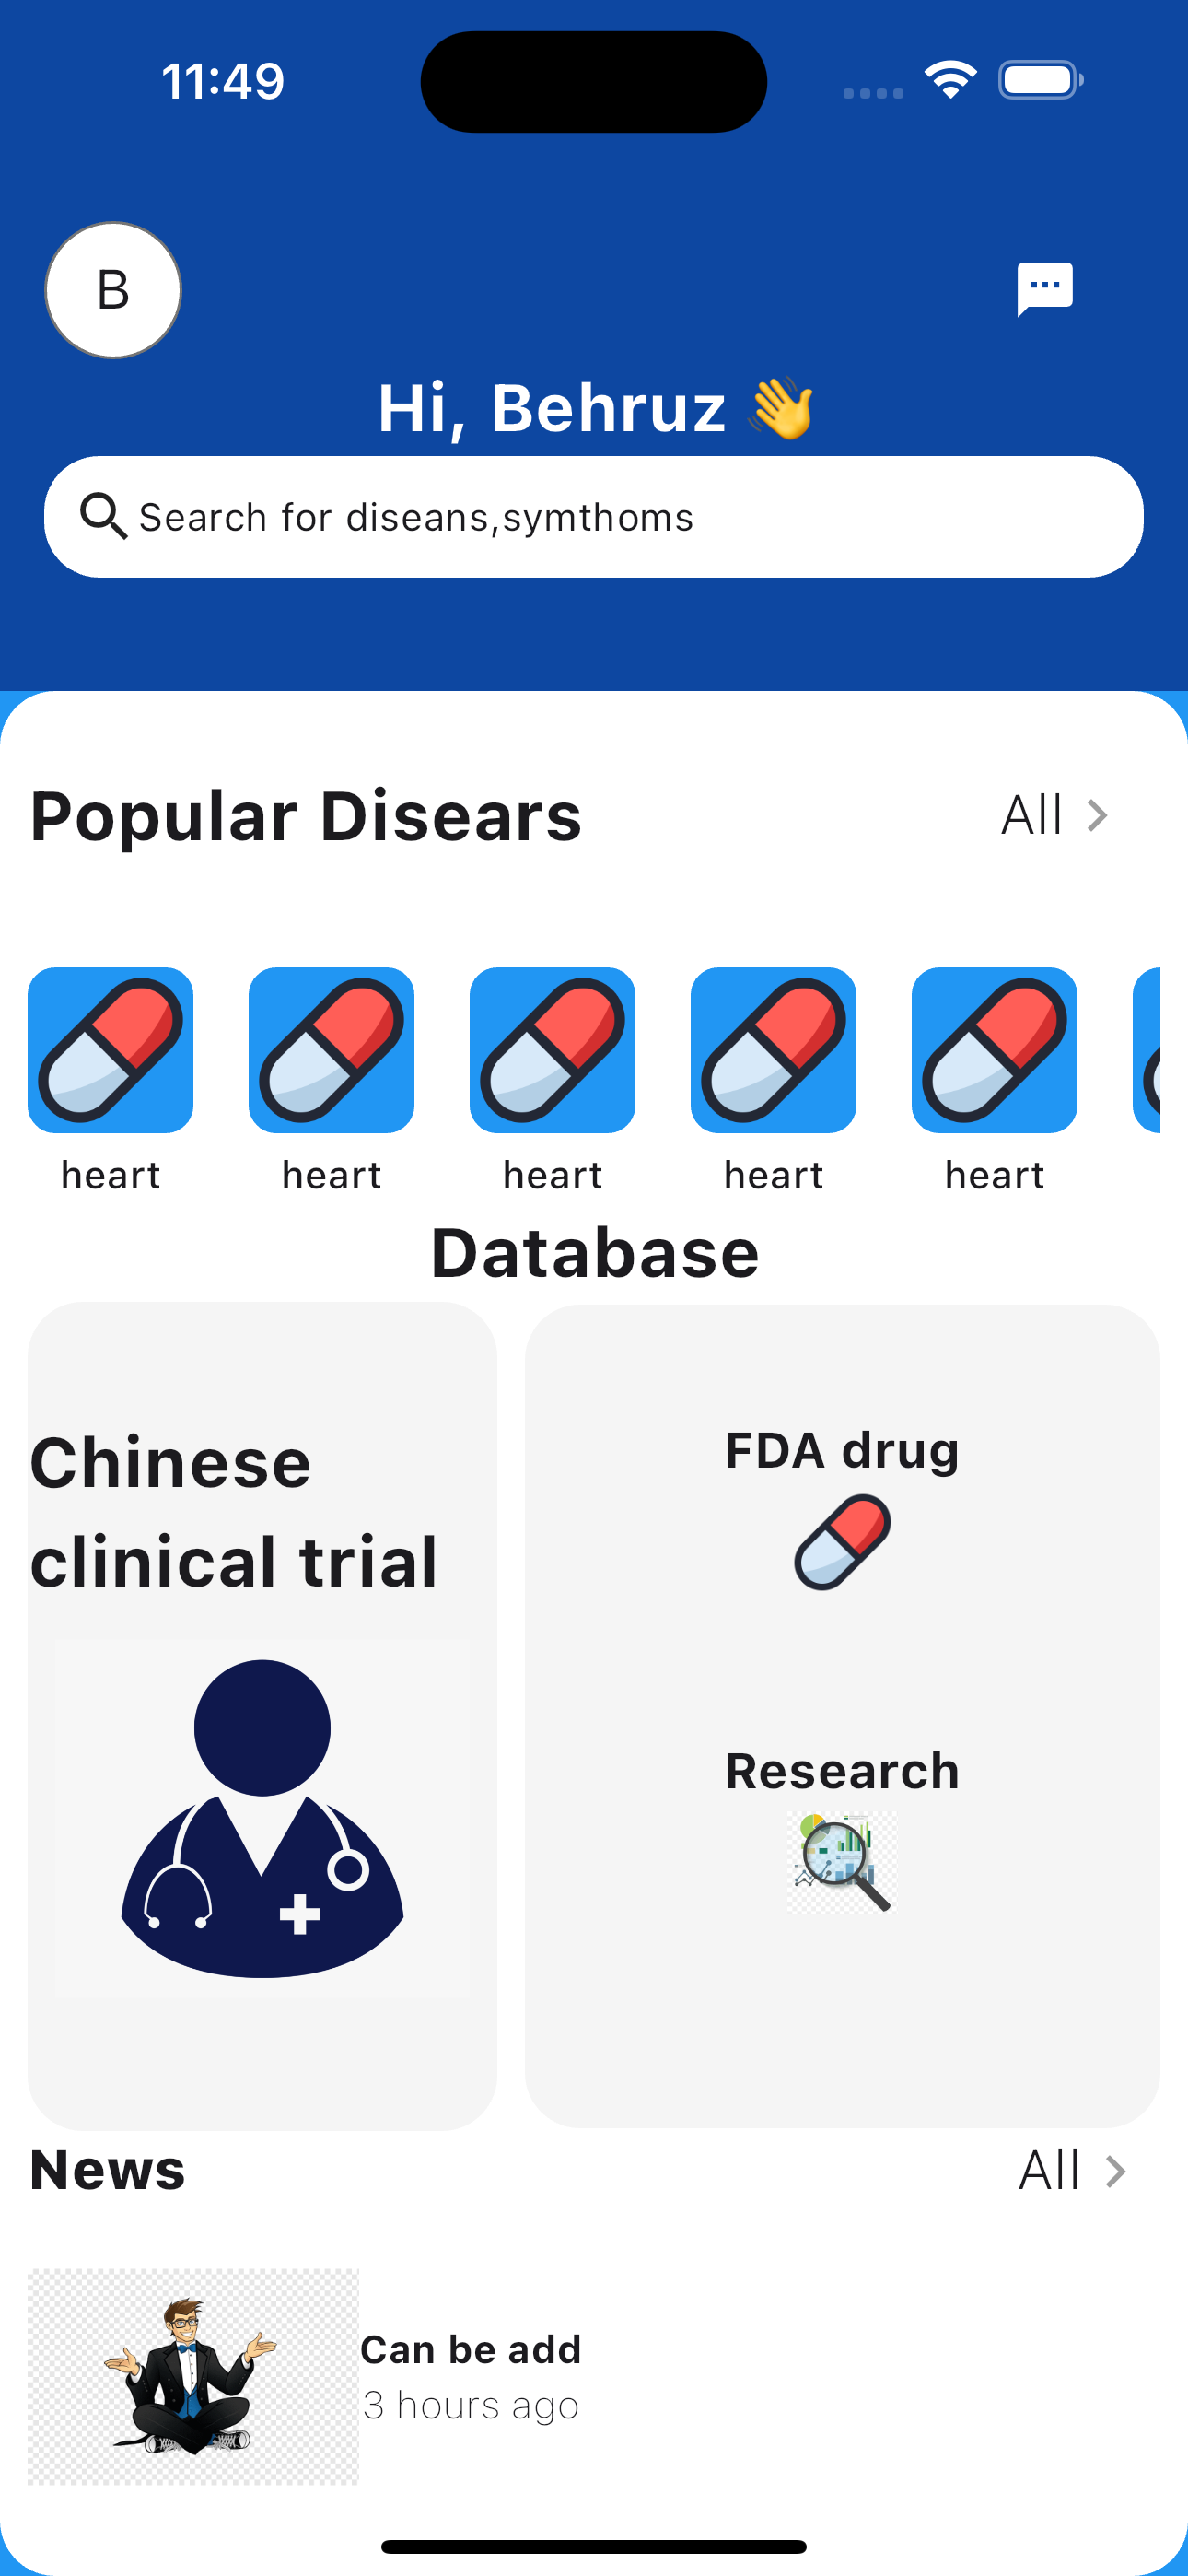 11:49
B
Hi, Behruz 👋
Search for diseans,symthoms
Popular Disears
All
heart
heart
heart
heart
heart
Database
Chinese
clinical trial
FDA drug
Research
News
All
Can be add
3 hours ago